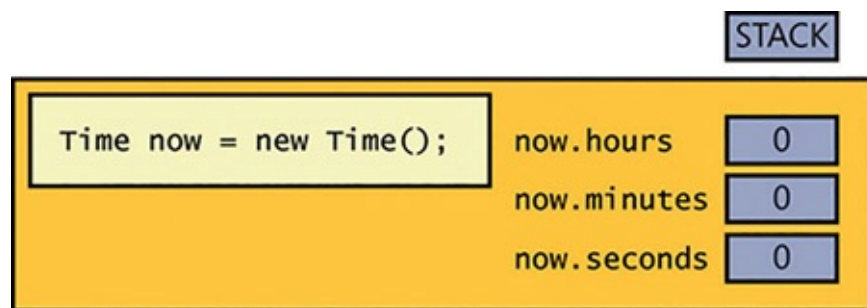 STACK
Time now = new Time();
now.hours 0
now.minutes 0
now.seconds 0